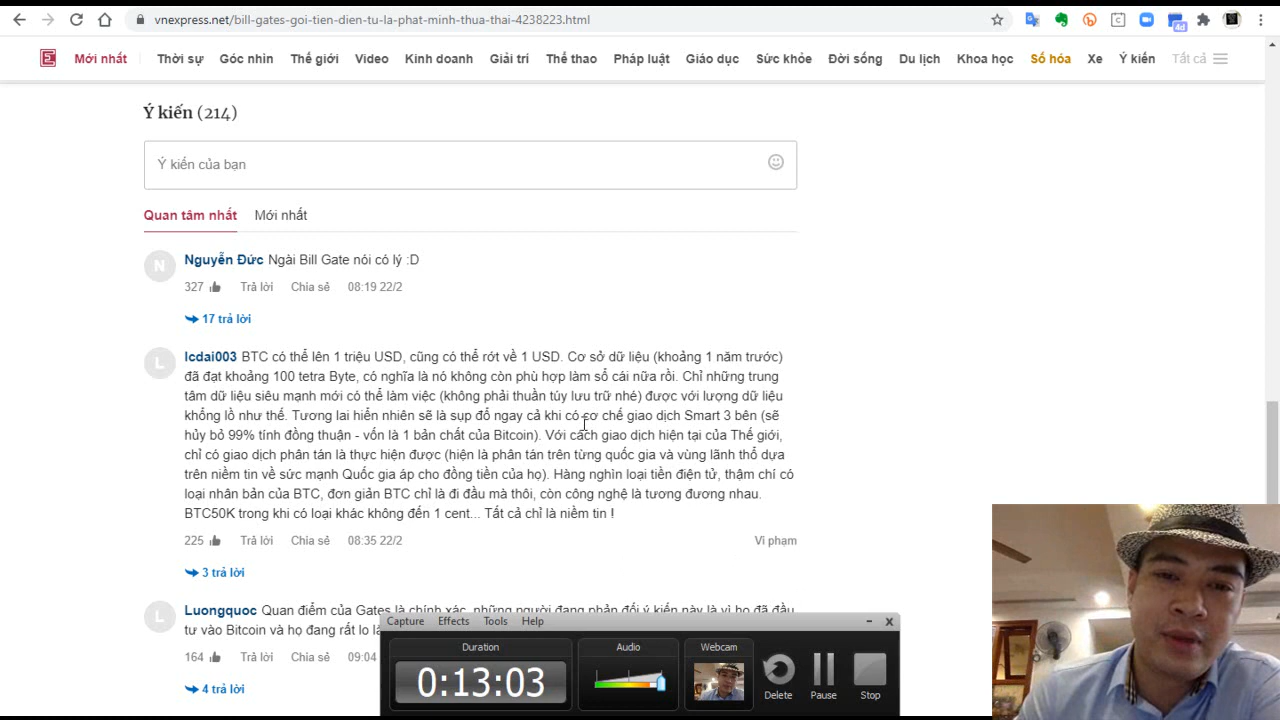 vnexpress.net/bill-gates-goi-tien-dien-tu-la-phat-minh-thua-thai-4238223.html
4d
Mới nhất Thời sự Góc nhìn Thế giới Video Kinh doanh Giải trí Thể thao Pháp luật Giáo dục Sức khỏe Đời sống Du lịch Khoa học Số hóa Xe Ý kiến Tất cả
Ý kiến (214)
Ý kiến của bạn
Quan tâm nhất Mới nhất
N
Nguyễn Đức Ngài Bill Gate nói có lý :D
327 Trả lời Chia sẻ 08:19 22/2
17 trả lời
L
lcdai003 BTC có thể lên 1 triệu USD, cũng có thể rớt về 1 USD. Cơ sở dữ liệu (khoảng 1 năm trước)
đã đạt khoảng 100 tetra Byte, có nghĩa là nó không còn phù hợp làm sổ cái nữa rồi. Chỉ những trung
tâm dữ liệu siêu mạnh mới có thể làm việc (không phải thuần túy lưu trữ nhé) được với lượng dữ liệu
khổng lồ như thế. Tương lai hiển nhiên sẽ là sụp đổ ngay cả khi có cơ chế giao dịch Smart 3 bên (sẽ
hủy bỏ 99% tính đồng thuận - vốn là 1 bản chất của Bitcoin). Với cách giao dịch hiện tại của Thế giới,
chỉ có giao dịch phân tán là thực hiện được (hiện là phân tán trên từng quốc gia và vùng lãnh thổ dựa
trên niềm tin về sức mạnh Quốc gia áp cho đồng tiền của họ). Hàng nghìn loại tiền điện tử, thậm chí có
loại nhân bản của BTC, đơn giản BTC chỉ là đi đầu mà thôi, còn công nghệ là tương đương nhau.
BTC50K trong khi có loại khác không đến 1 cent... Tất cả chỉ là niềm tin !
225 Trả lời Chia sẻ 08:35 22/2 Vi phạm
3 trả lời
L
Luongquoc Quan điểm của Gates là chính xác, những người đang phản đối ý kiến này là vì họ đã đầu
tư vào Bitcoin và họ đang rất lo
164 Trả lời Chia sẻ 09:04
4 trả lời
Capture Effects Tools Help
Duration Audio Webcam
0:13:03
Delete Pause Stop